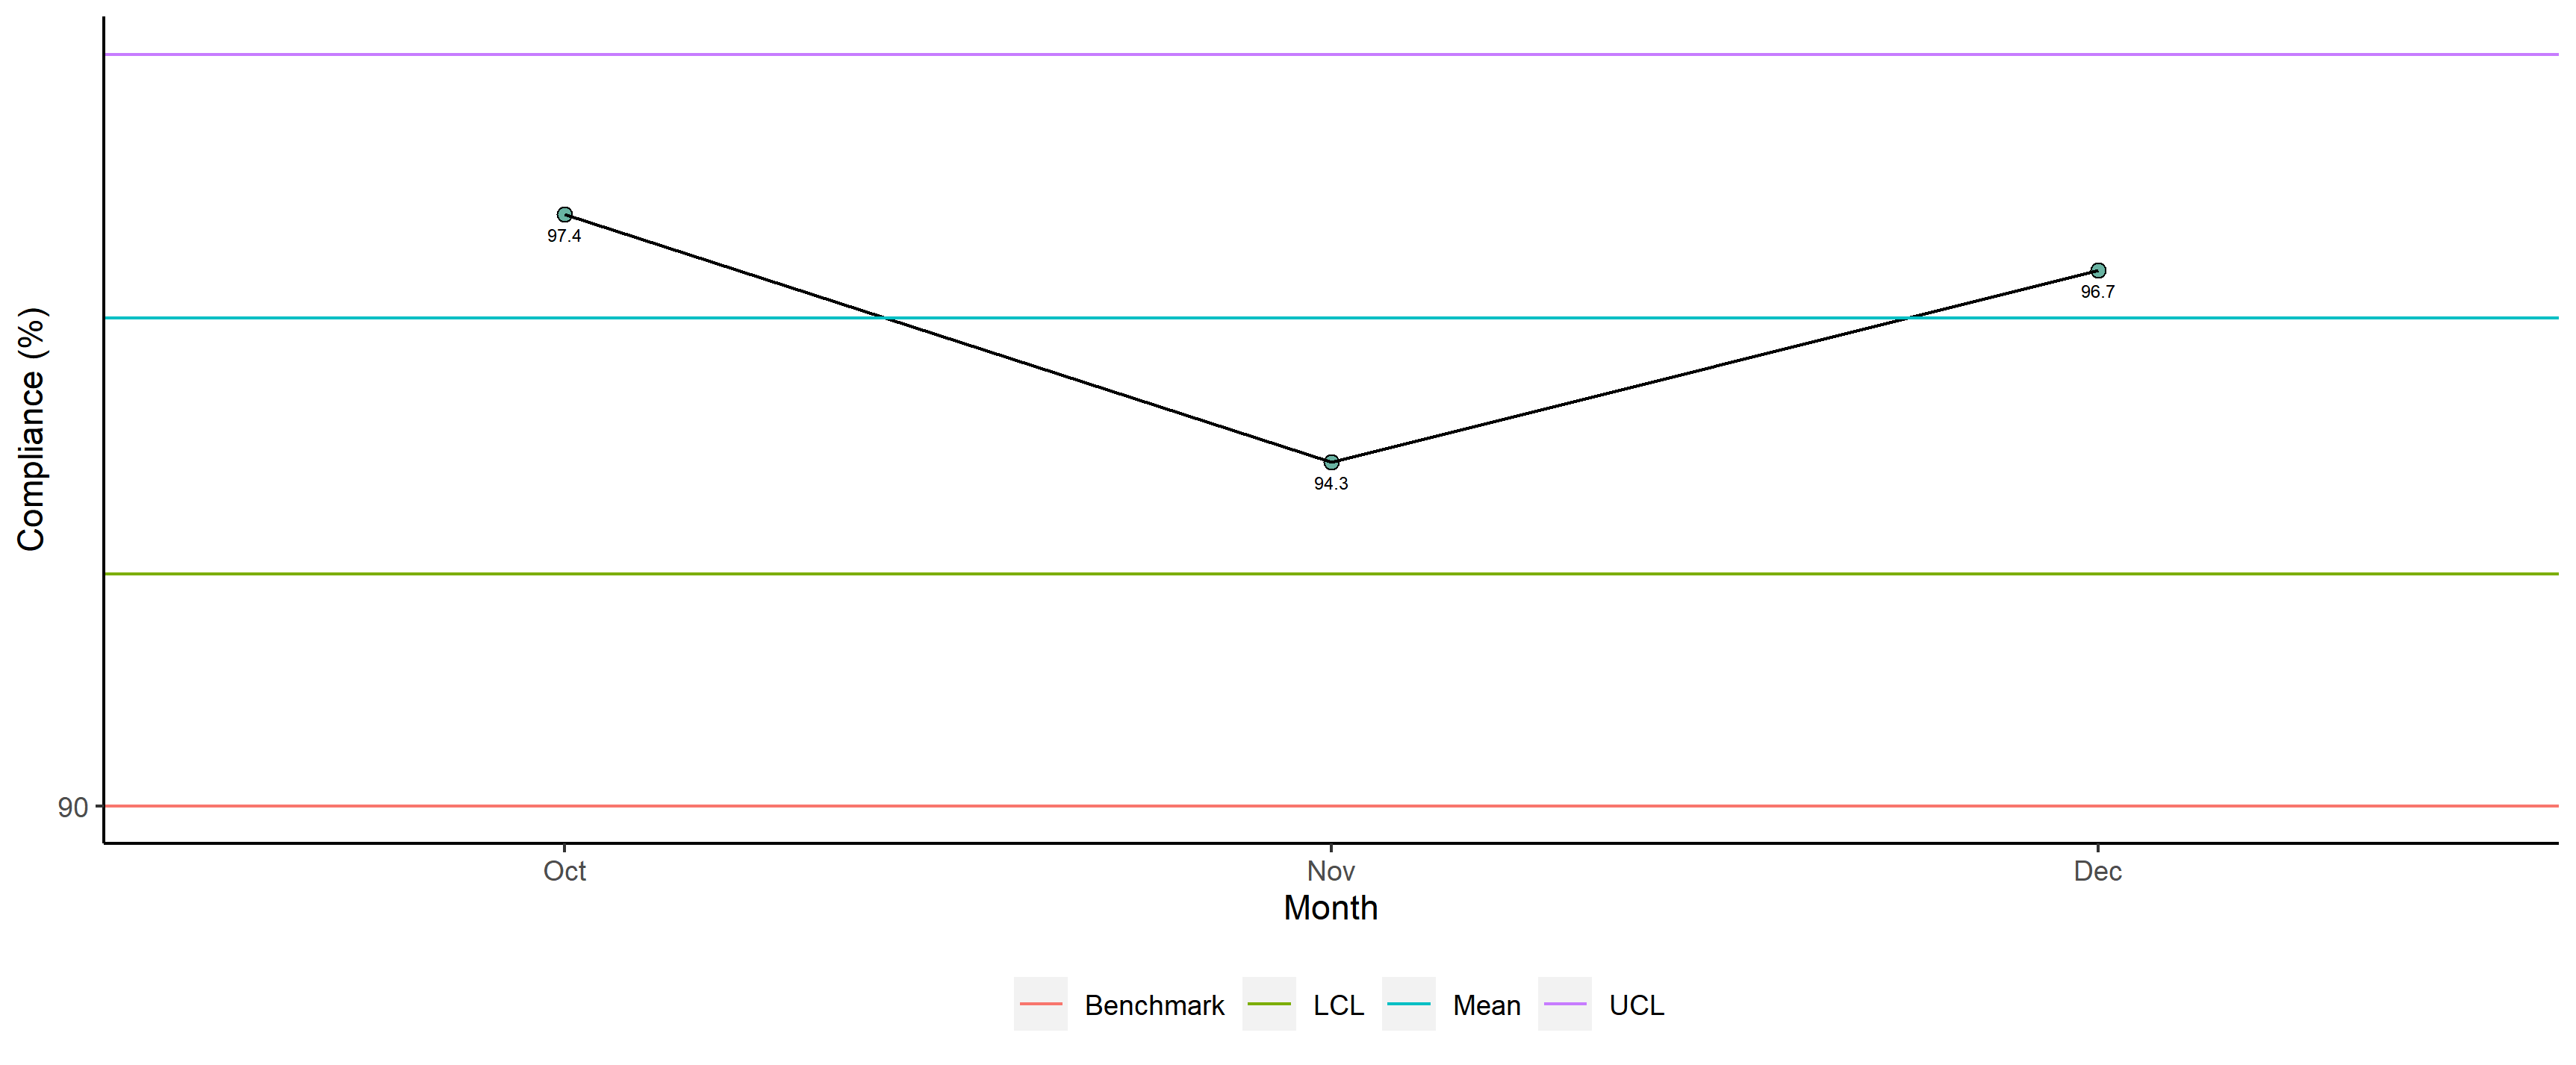 Compliance (%)
97.4
96.7
94.3
90
Oct Nov Dec
Month
Benchmark LCL Mean UCL